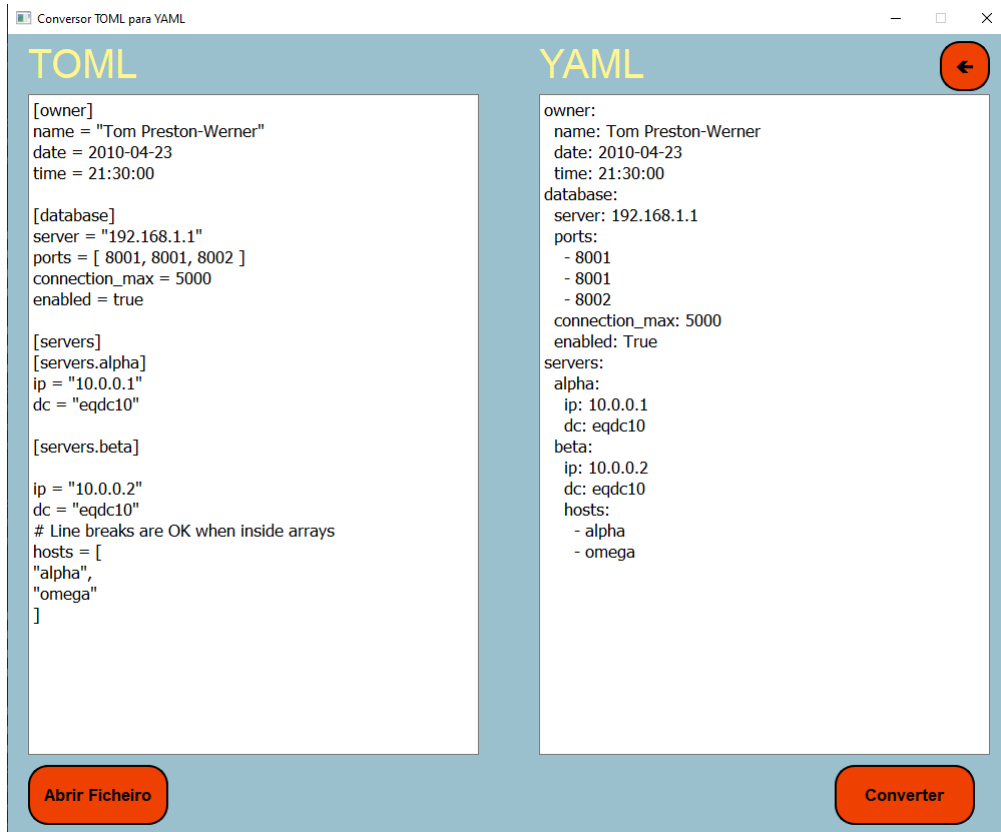 Conversor TOML para YAML
TOML
[owner]
name = "Tom Preston-Werner"
date = 2010-04-23
time = 21:30:00
[database]
server = "192.168.1.1"
ports = [ 8001, 8001, 8002 ]
connection_max = 5000
enabled = true
[servers]
[servers.alpha]
ip = "10.0.0.1"
dc = "eqdc10"
[servers.beta]
ip = "10.0.0.2"
dc = "eqdc10"
# Line breaks are OK when inside arrays
hosts = [
"alpha",
"omega"
]
Abrir Ficheiro
YAML
owner:
  name: Tom Preston-Werner
  date: 2010-04-23
  time: 21:30:00
database:
  server: 192.168.1.1
  ports:
    - 8001
    - 8001
    - 8002
  connection_max: 5000
  enabled: True
servers:
  alpha:
    ip: 10.0.0.1
    dc: eqdc10
  beta:
    ip: 10.0.0.2
    dc: eqdc10
    hosts:
      - alpha
      - omega
Converter